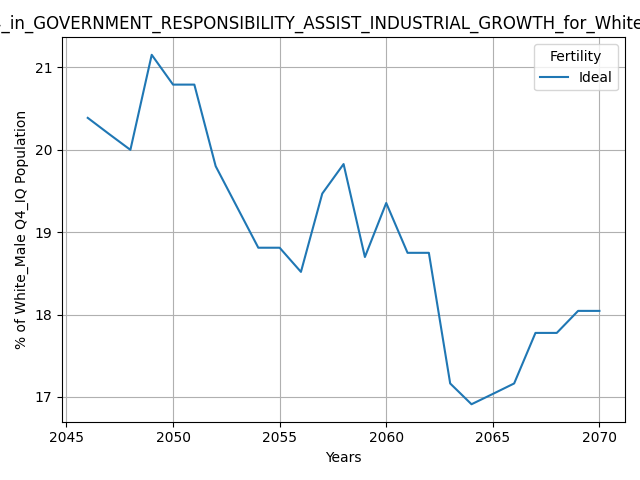 _in_GOVERNMENT_RESPONSIBILITY_ASSIST_INDUSTRIAL_GROWTH_for_White
Fertility
Ideal
% of White_Male Q4_IQ Population
21
20
19
18
17
2045 2050 2055 2060 2065 2070
Years